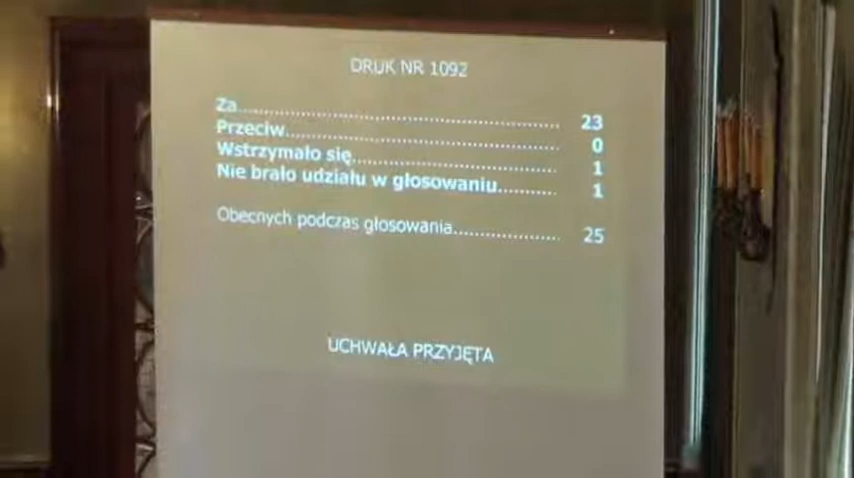 DRUK NR 1092
Za.......................................................... 23
Przeciw.................................................. 0
Wstrzymało się...................................... 1
Nie brało udziału w głosowaniu........... 1
Obecnych podczas głosowania.................. 25
UCHWAŁA PRZYJĘTA